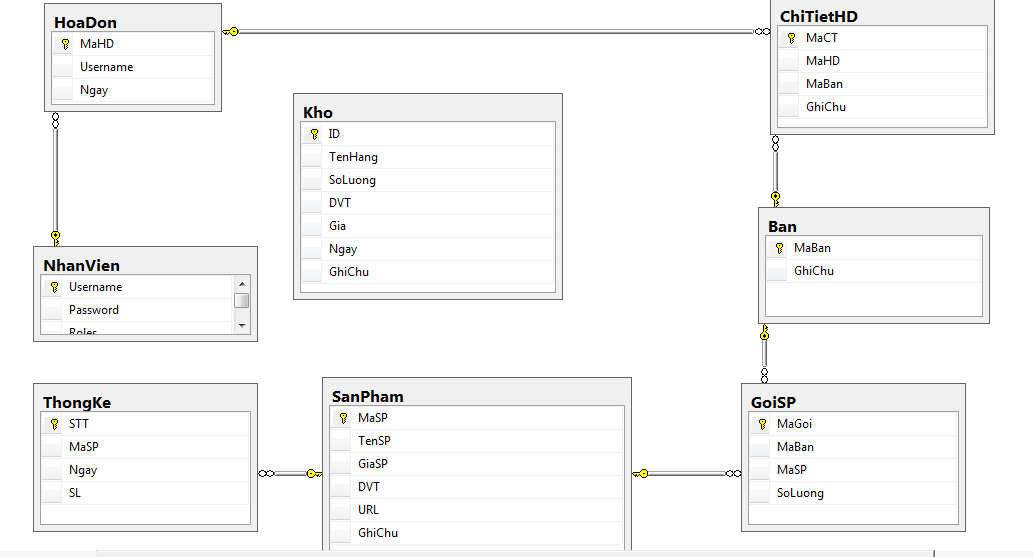 HoaDon
MaHD
Username
Ngay
ChiTietHD
MaCT
MaHD
MaBan
GhiChu
Kho
ID
TenHang
SoLuong
DVT
Gia
Ngay
GhiChu
NhanVien
Username
Password
Roles
Ban
MaBan
GhiChu
ThongKe
STT
MaSP
Ngay
SL
SanPham
MaSP
TenSP
GiaSP
DVT
URL
GhiChu
GoiSP
MaGoi
MaBan
MaSP
SoLuong